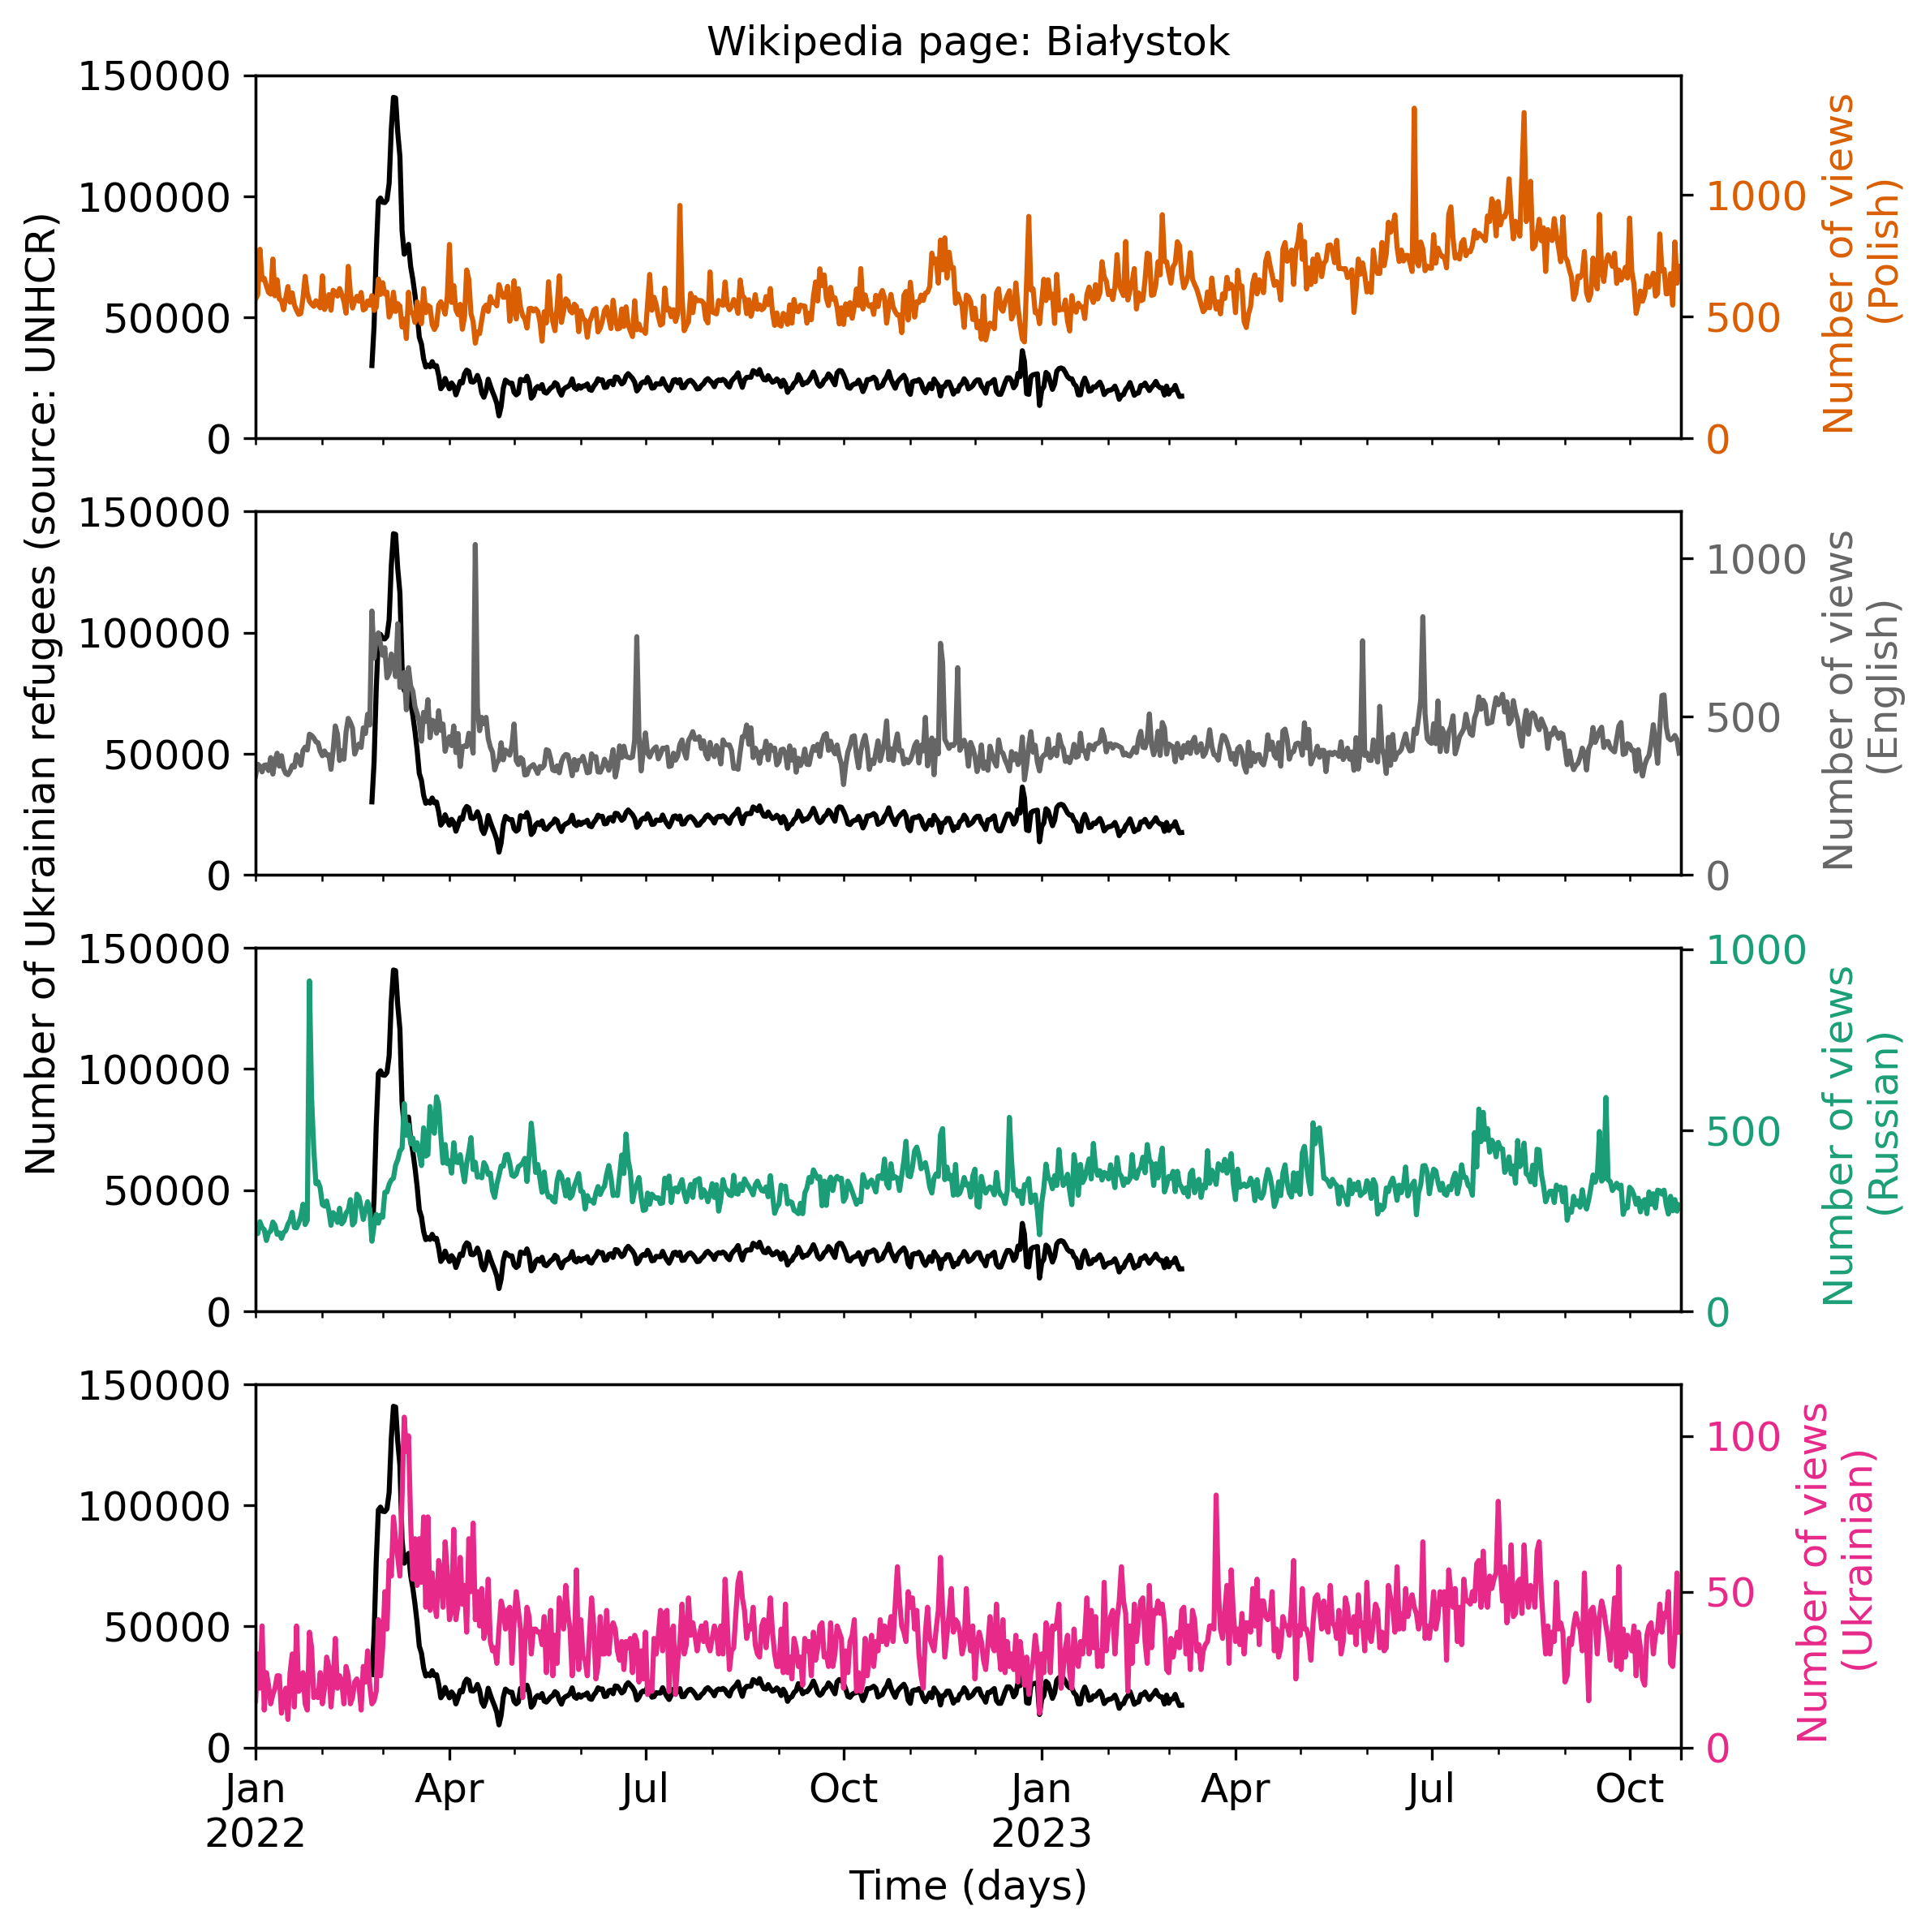 Wikipedia page: Białystok
Number of Ukrainian refugees (source: UNHCR)
150000
100000
50000
0
1000
500
0
Number of views
(Polish)
150000
100000
50000
0
1000
500
0
Number of views
(English)
150000
100000
50000
0
1000
500
0
Number of views
(Russian)
150000
100000
50000
0
100
50
0
Number of views
(Ukrainian)
Jan Apr Jul Oct Jan Apr Jul Oct
2022 2023
Time (days)